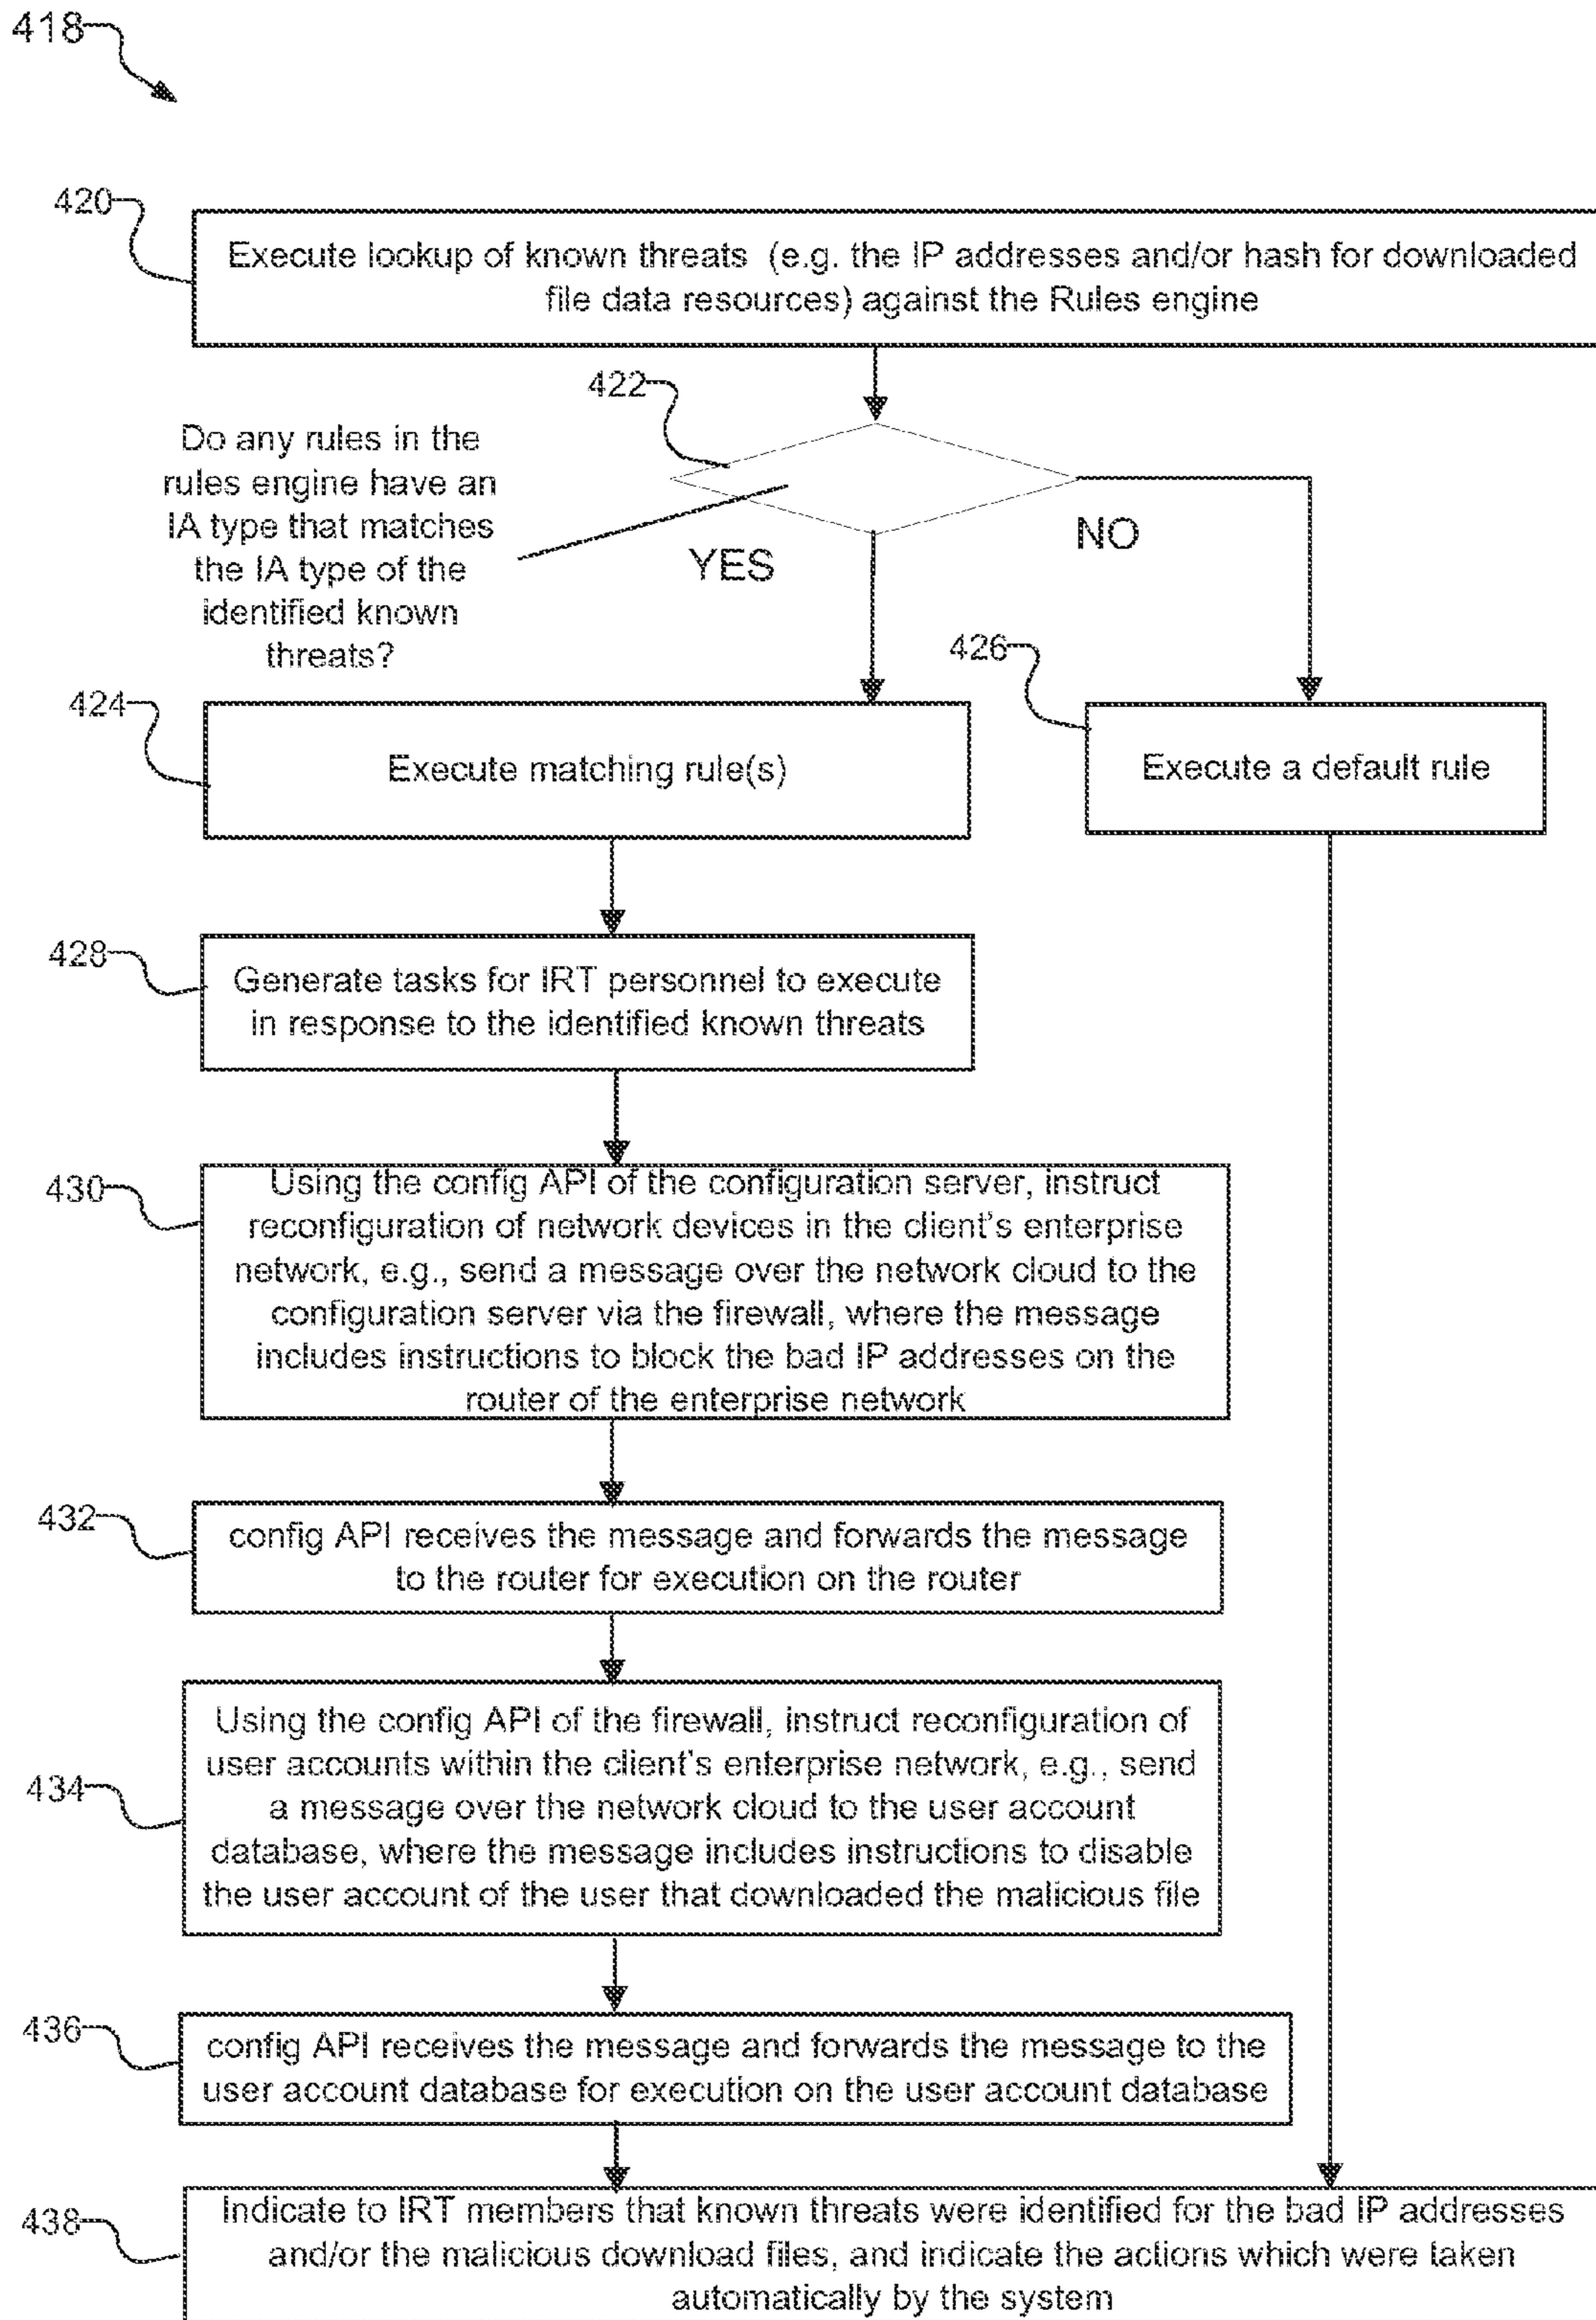 418
420
Execute lookup of known threats (e.g. the IP addresses and/or hash for downloaded
file data resources) against the Rules engine
422
Do any rules in the
rules engine have an
IA type that matches
the IA type of the
identified known
threats?
YES
NO
424
Execute matching rule(s)
426
Execute a default rule
428
Generate tasks for IRT personnel to execute
in response to the identified known threats
430
Using the config API of the configuration server, instruct
reconfiguration of network devices in the client's enterprise
network, e.g., send a message over the network cloud to the
configuration server via the firewall, where the message
includes instructions to block the bad IP addresses on the
router of the enterprise network
432
config API receives the message and forwards the message
to the router for execution on the router
434
Using the config API of the firewall, instruct reconfiguration of
user accounts within the client's enterprise network, e.g., send
a message over the network cloud to the user account
database, where the message includes instructions to disable
the user account of the user that downloaded the malicious file
436
config API receives the message and forwards the message to the
user account database for execution on the user account database
438
Indicate to IRT members that known threats were identified for the bad IP addresses
and/or the malicious download files, and indicate the actions which were taken
automatically by the system